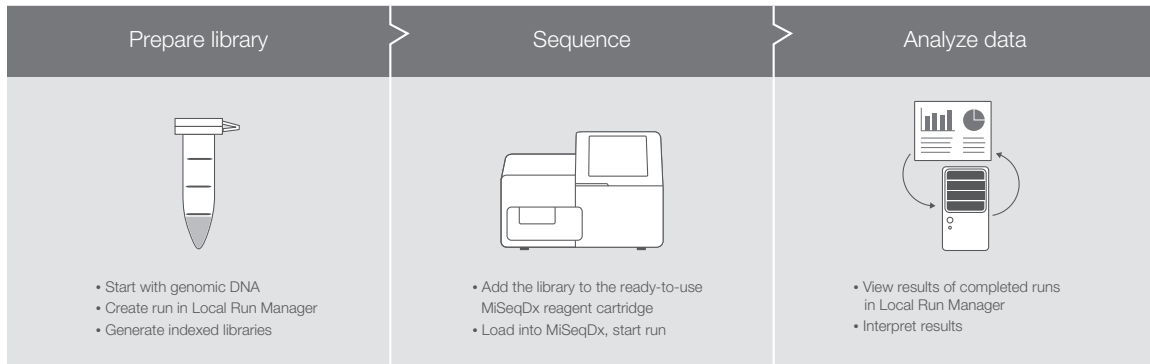 Prepare library
Sequence
Analyze data
• Start with genomic DNA
• Create run in Local Run Manager
• Generate indexed libraries
• Add the library to the ready-to-use
MiSeqDx reagent cartridge
• Load into MiSeqDx, start run
• View results of completed runs
in Local Run Manager
• Interpret results